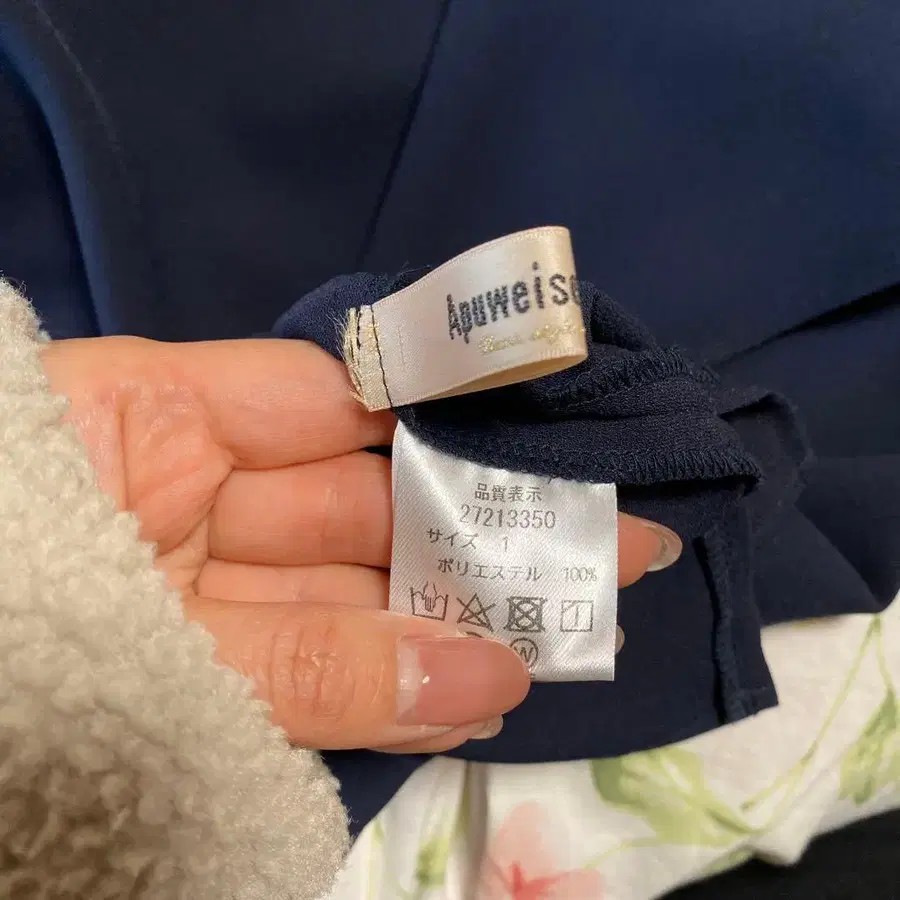 Apuweise
品質表示
27213350
サイズ 1
ポリエステル 100%
W